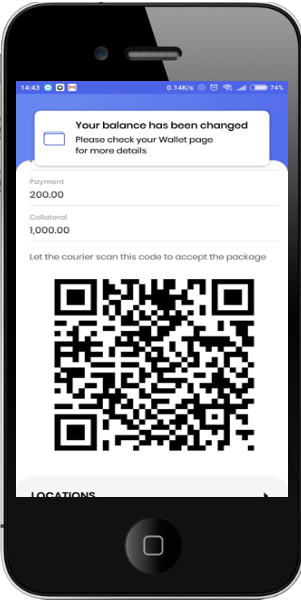 14:43 0.14K/s 74%
Your balance has been changed
Please check your Wallet page
for more details
Payment
200.00
Collateral
1,000.00
Let the courier scan this code to accept the package
LOCATIONS